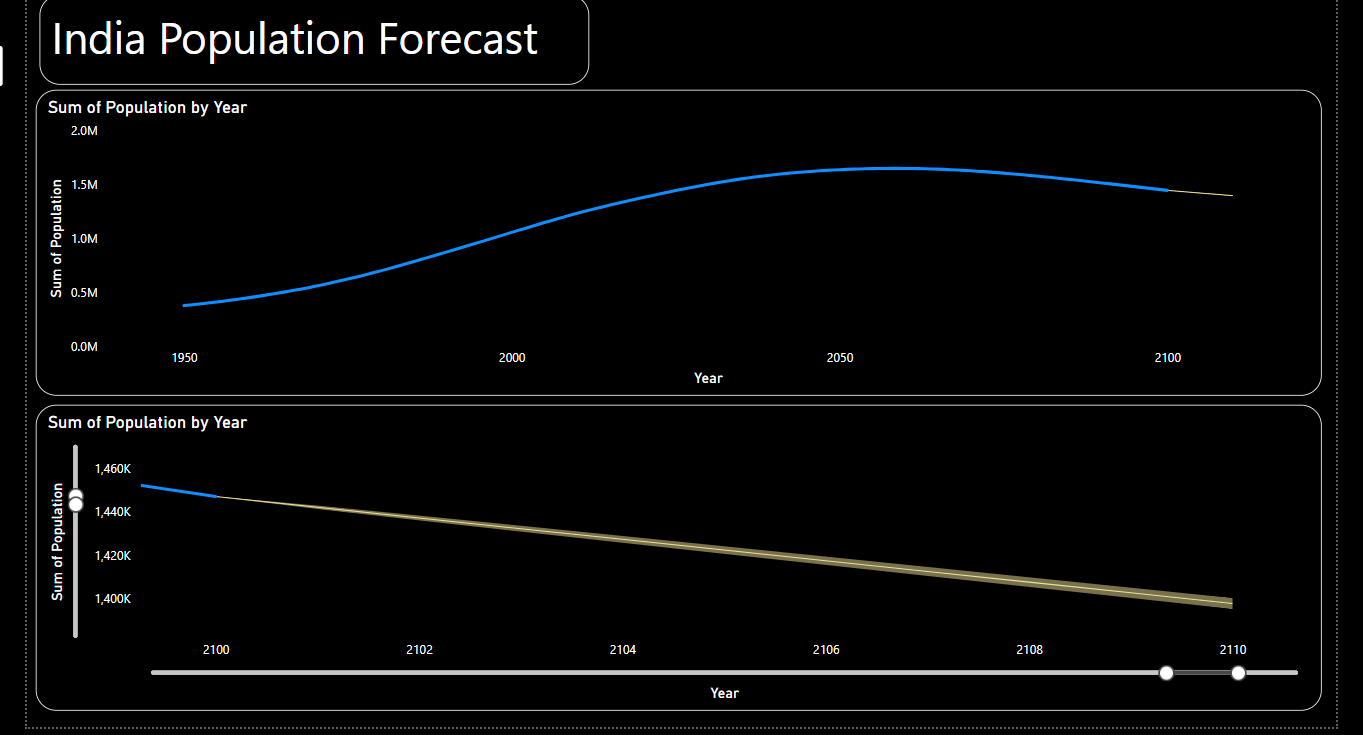 India Population Forecast
Sum of Population by Year
Sum of Population
2.0M
1.5M
1.0M
0.5M
0.0M
1950 2000 2050 2100
Year
Sum of Population by Year
Sum of Population
1,460K
1,440K
1,420K
1,400K
2100 2102 2104 2106 2108 2110
Year